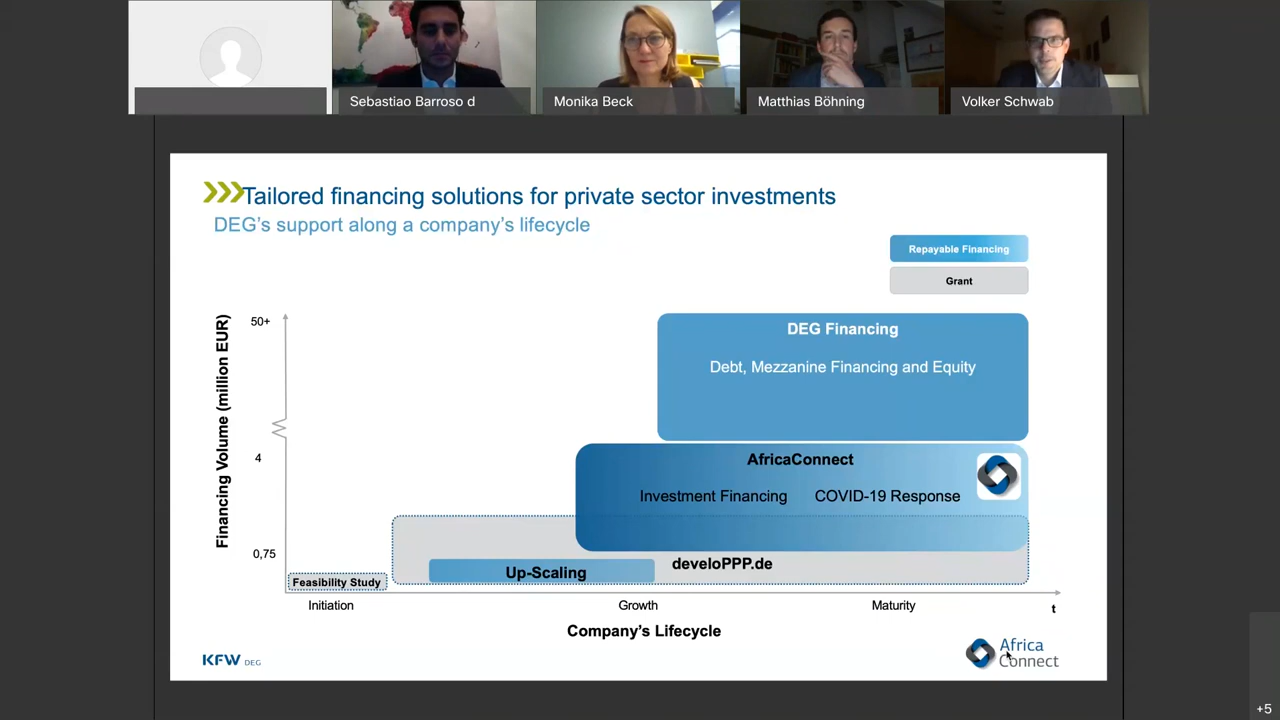 Sebastiao Barroso d
Monika Beck
Matthias Böhning
Volker Schwab
Tailored financing solutions for private sector investments
DEG's support along a company's lifecycle
Repayable Financing
Grant
Financing Volume (million EUR)
50+
4
0,75
DEG Financing
Debt, Mezzanine Financing and Equity
AfricaConnect
Investment Financing
COVID-19 Response
develoPPP.de
Up-Scaling
Feasibility Study
Initiation
Growth
Maturity
t
Company's Lifecycle
KFW DEG
Africa
Connect
+5